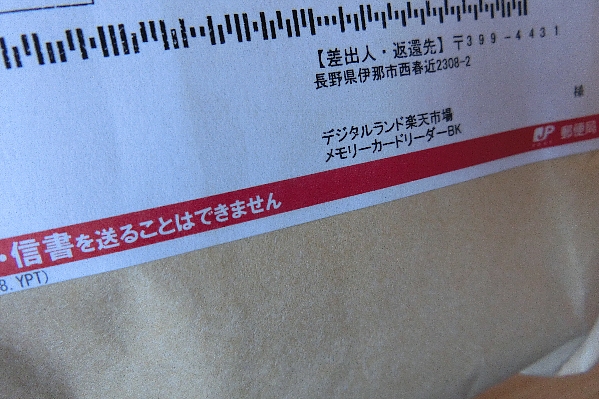 【差出人・返還先】〒399-4431
長野県伊那市西春近2308-2
様
デジタルランド楽天市場
メモリーカードリーダーBK
JP 郵便局
・信書を送ることはできません
8.YPT)